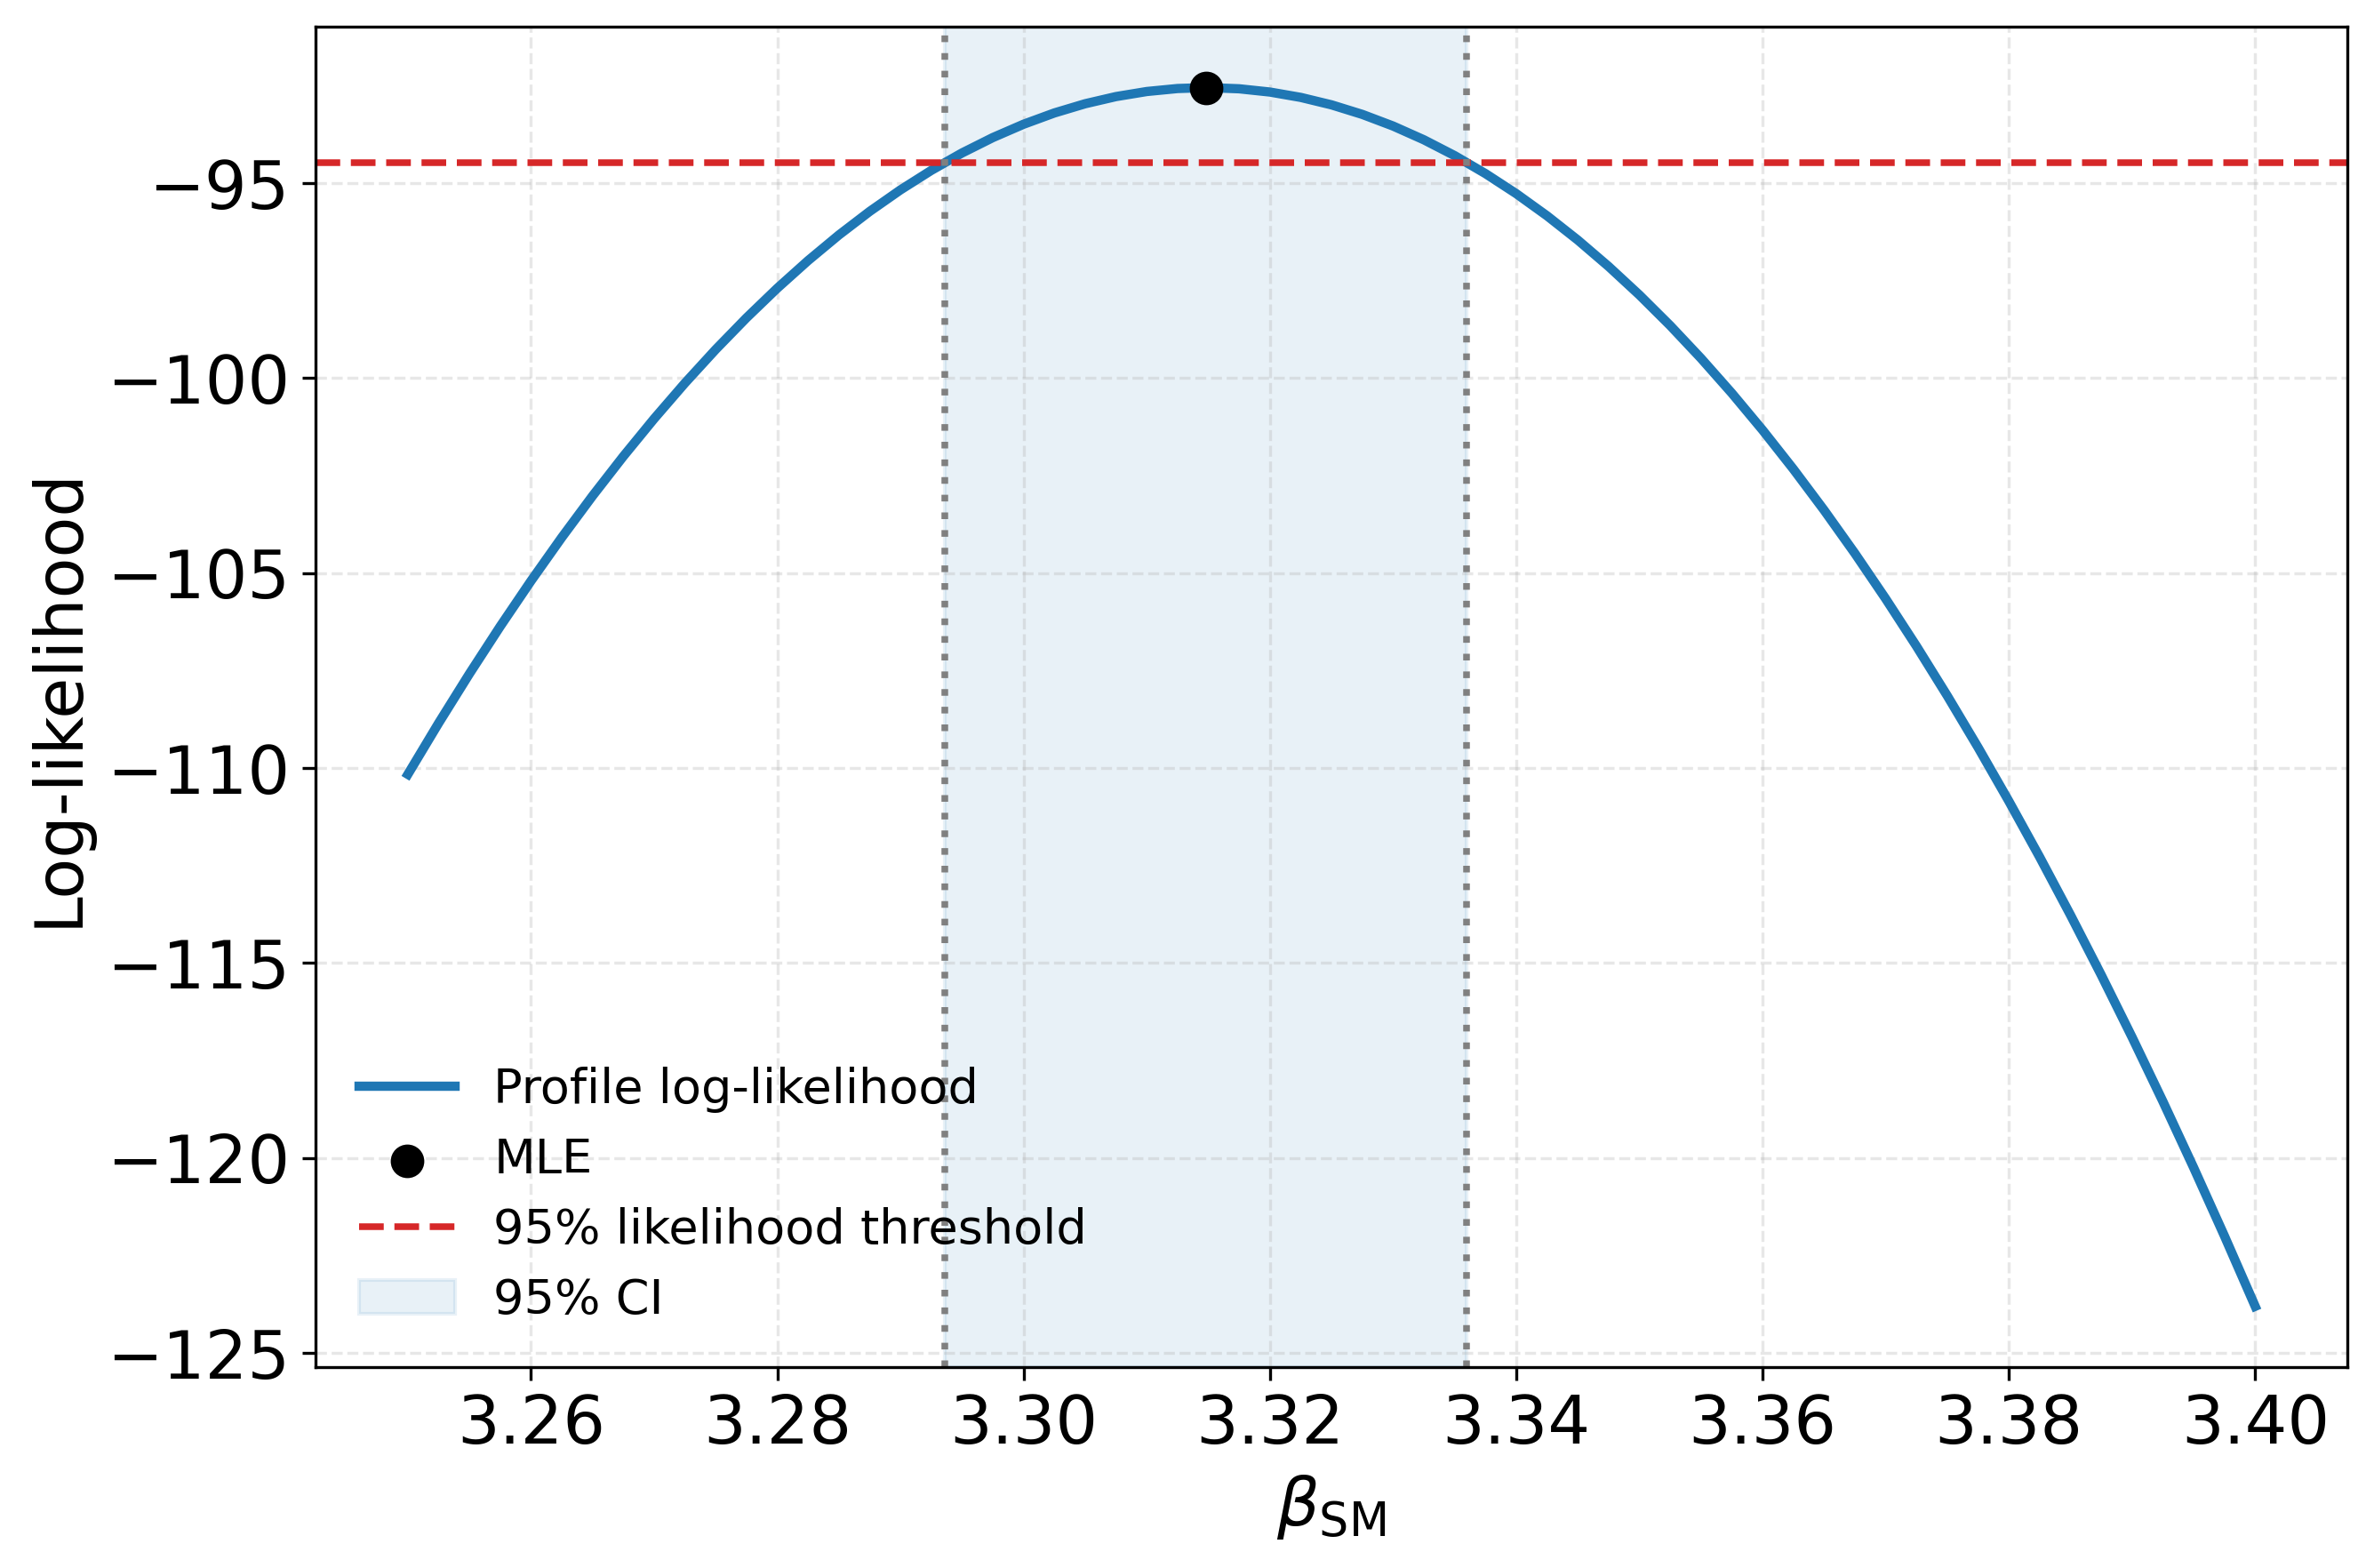 Log-likelihood
−95
−100
−105
−110
−115
−120
−125
Profile log-likelihood
MLE
95% likelihood threshold
95% CI
3.26 3.28 3.30 3.32 3.34 3.36 3.38 3.40
β_SM